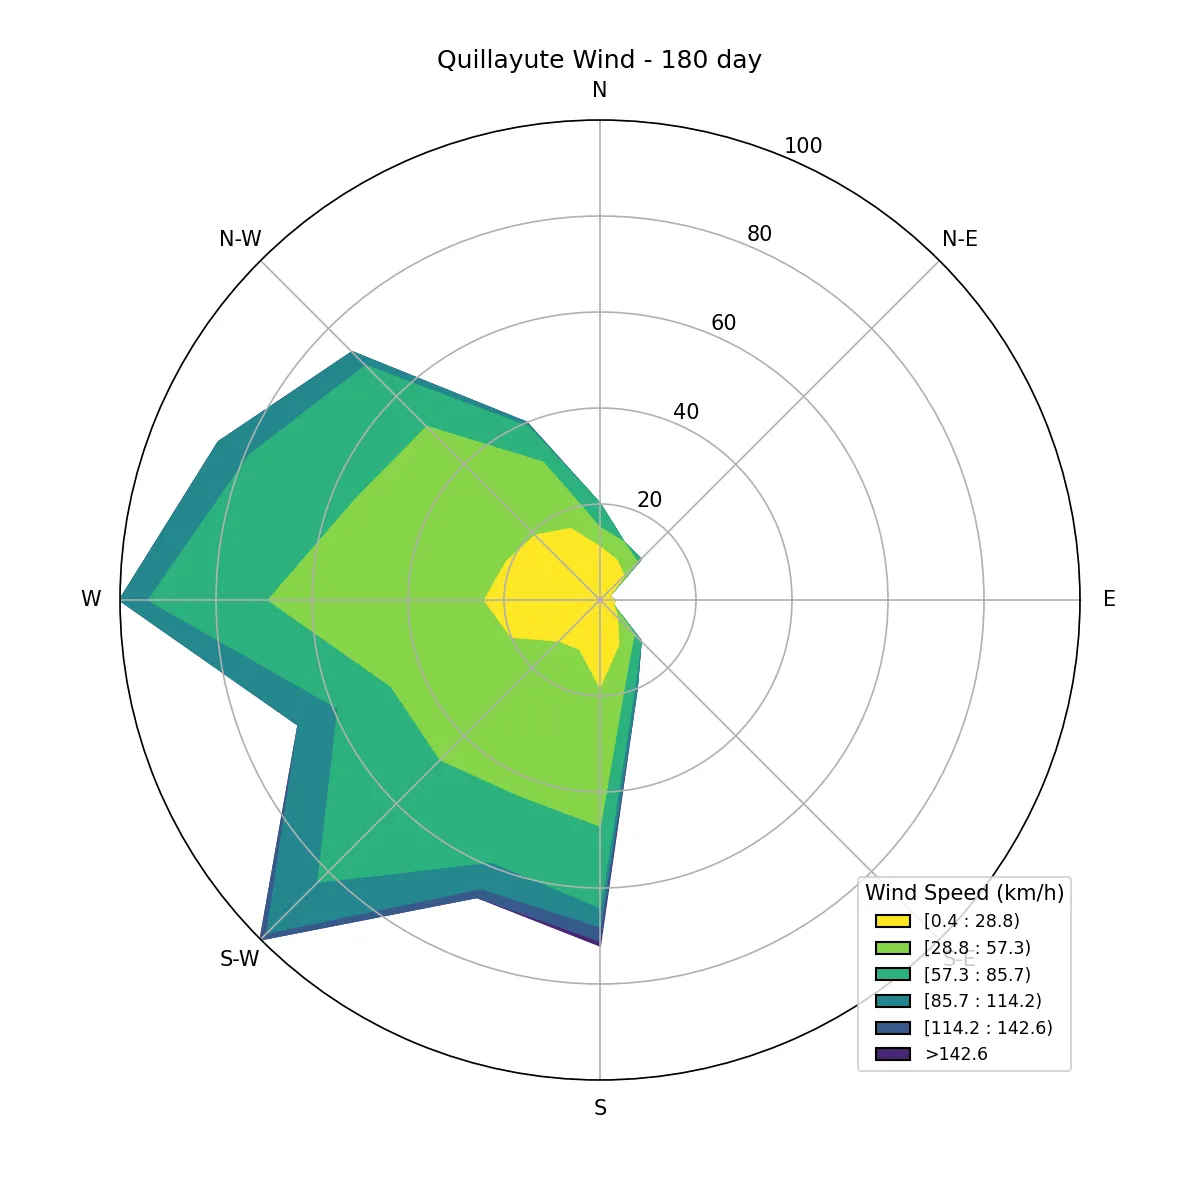 Quillayute Wind - 180 day
N
100
N-W
80
N-E
60
40
20
W
E
S-W
S-E
S
Wind Speed (km/h)
[0.4 : 28.8)
[28.8 : 57.3)
[57.3 : 85.7)
[85.7 : 114.2)
[114.2 : 142.6)
>142.6